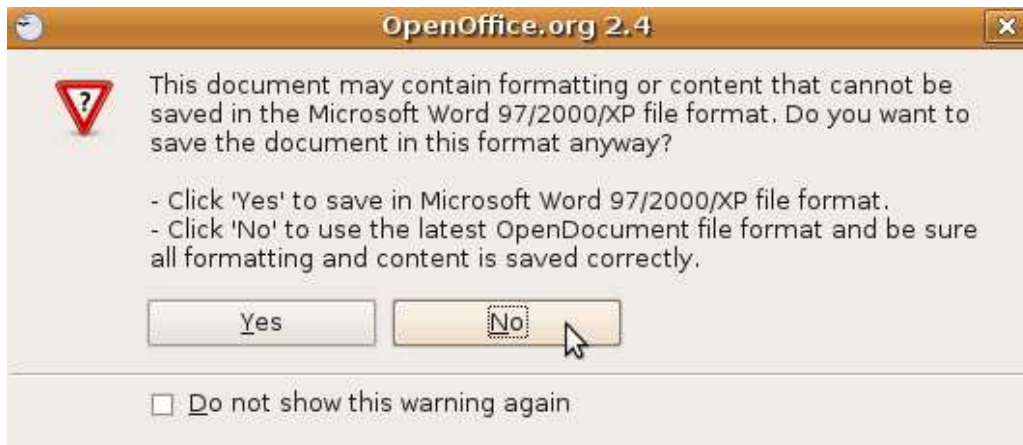 OpenOffice.org 2.4
This document may contain formatting or content that cannot be
saved in the Microsoft Word 97/2000/XP file format. Do you want to
save the document in this format anyway?
- Click 'Yes' to save in Microsoft Word 97/2000/XP file format.
- Click 'No' to use the latest OpenDocument file format and be sure
all formatting and content is saved correctly.
Yes No
Do not show this warning again